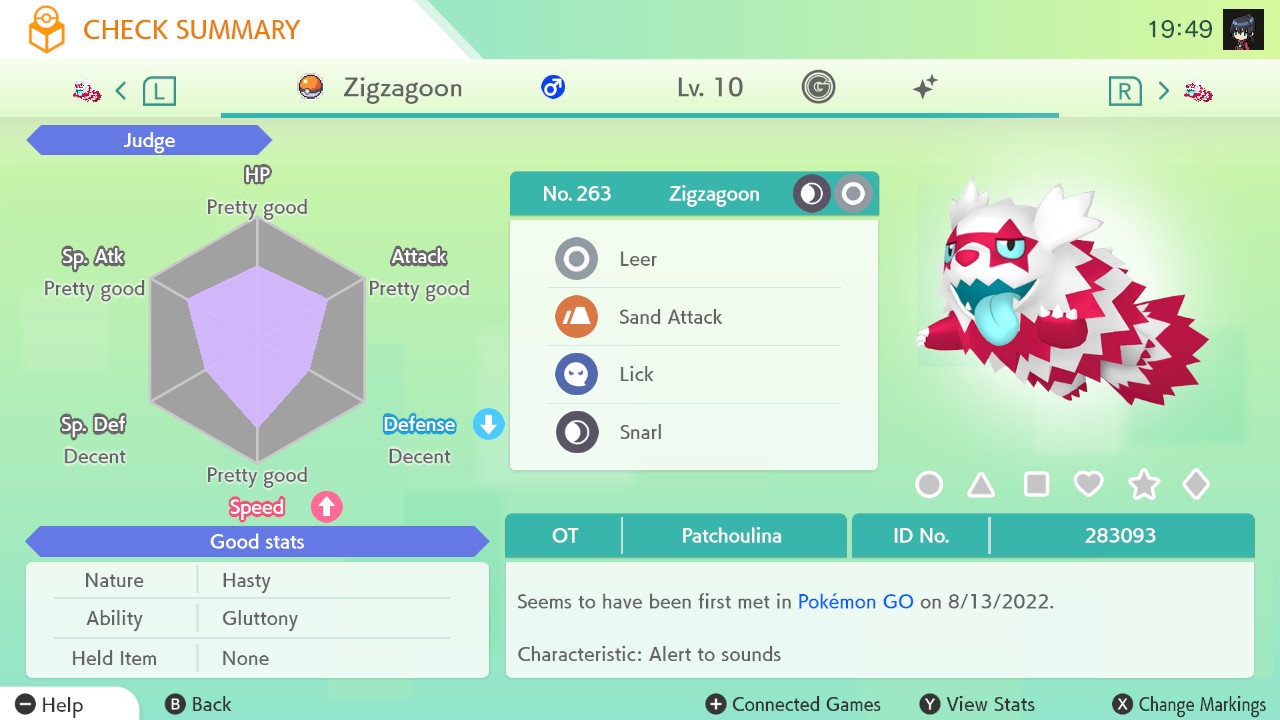 CHECK SUMMARY
19:49
L
Zigzagoon
Lv. 10
G
R
Judge
HP
Pretty good
Sp. Atk
Pretty good
Attack
Pretty good
Sp. Def
Decent
Defense
Decent
Pretty good
Speed
Good stats
Nature Hasty
Ability Gluttony
Held Item None
No. 263 Zigzagoon
Leer
Sand Attack
Lick
Snarl
OT Patchoulina ID No. 283093
Seems to have been first met in Pokémon GO on 8/13/2022.
Characteristic: Alert to sounds
Help
B Back
Connected Games
Y View Stats
X Change Markings